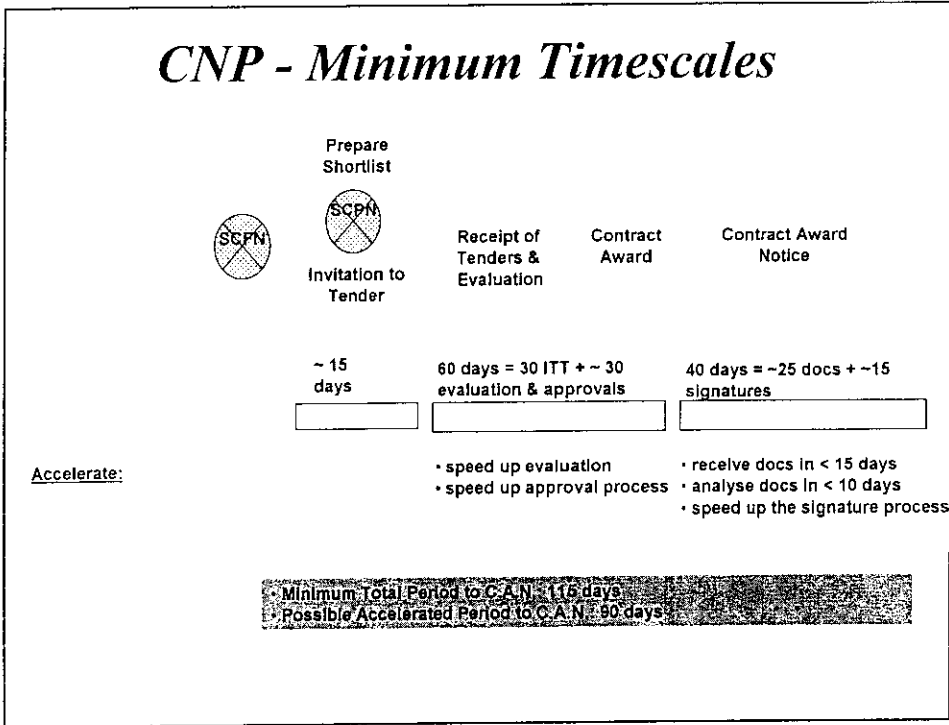 CNP - Minimum Timescales
Prepare
Shortlist
SCPN
SCPN
Invitation to
Tender
Receipt of
Tenders &
Evaluation
Contract
Award
Contract Award
Notice
~ 15
days
60 days = 30 ITT + ~ 30
evaluation & approvals
40 days = ~25 docs + ~15
signatures
Accelerate:
· speed up evaluation
· speed up approval process
· receive docs in < 15 days
· analyse docs in < 10 days
· speed up the signature process
· Minimum Total Period to C.A.N.: 115 days
· Possible Accelerated Period to C.A.N.: 90 days